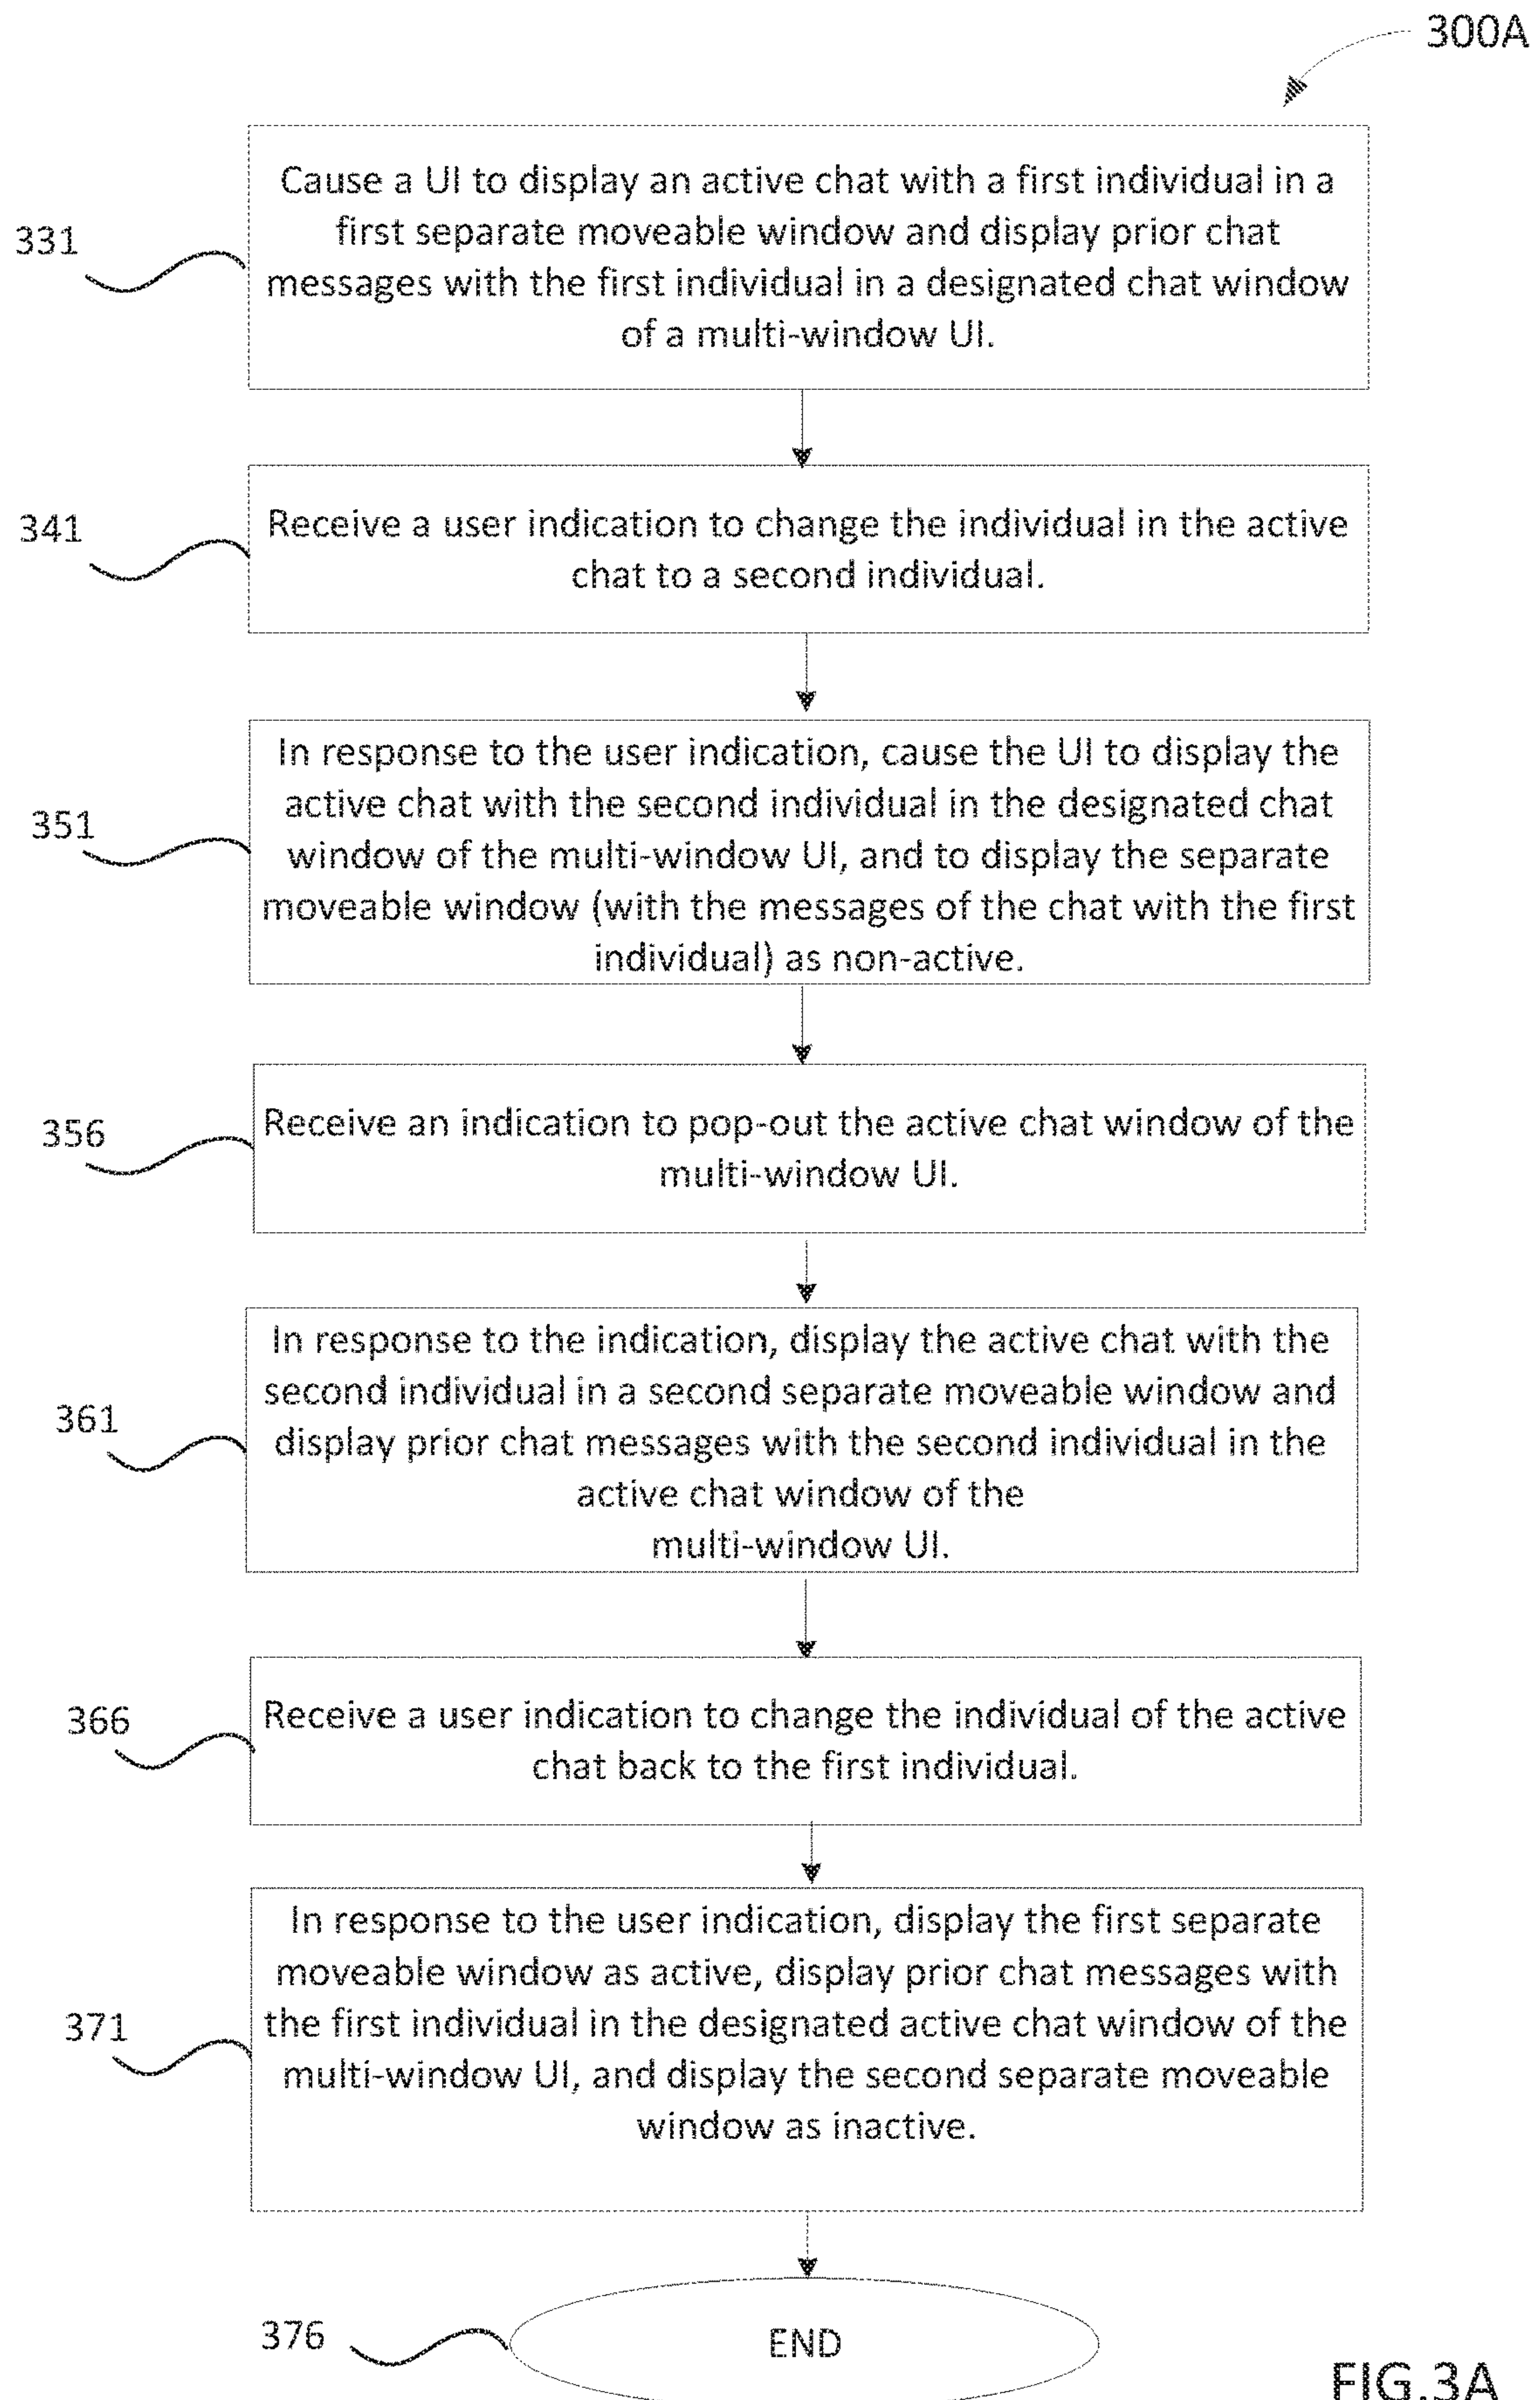 300A
Cause a UI to display an active chat with a first individual in a
first separate moveable window and display prior chat
messages with the first individual in a designated chat window
of a multi-window UI.
331
Receive a user indication to change the individual in the active
chat to a second individual.
341
In response to the user indication, cause the UI to display the
active chat with the second individual in the designated chat
window of the multi-window UI, and to display the separate
moveable window (with the messages of the chat with the first
individual) as non-active.
351
Receive an indication to pop-out the active chat window of the
multi-window UI.
356
In response to the indication, display the active chat with the
second individual in a second separate moveable window and
display prior chat messages with the second individual in the
active chat window of the
multi-window UI.
361
Receive a user indication to change the individual of the active
chat back to the first individual.
366
In response to the user indication, display the first separate
moveable window as active, display prior chat messages with
the first individual in the designated active chat window of the
multi-window UI, and display the second separate moveable
window as inactive.
371
END
376
FIG.3A